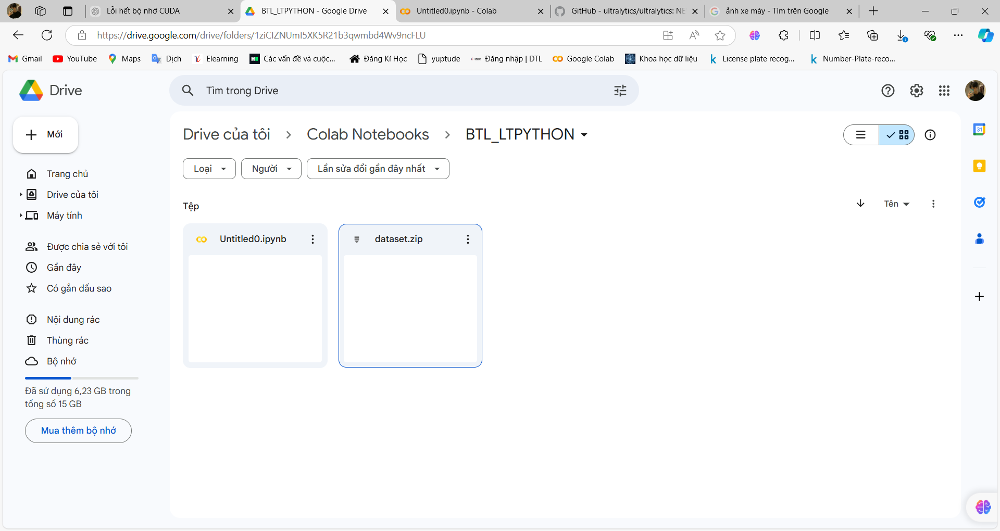 Lỗi hết bộ nhớ CUDA
BTL_LTPYTHON - Google Drive
Untitled0.ipynb - Colab
GitHub - ultralytics/ultralytics: NE
ảnh xe máy - Tìm trên Google
https://drive.google.com/drive/folders/1ziCIZNUmI5XK5R21b3qwmbd4Wv9ncFLU
Gmail
YouTube
Maps
Dịch
Elearning
Các vấn đề và cuộc...
Đăng Kí Học
yuptude
Đăng nhập | DTL
Google Colab
Khoa học dữ liệu
License plate recog...
Number-Plate-reco...
Drive
Tìm trong Drive
Mới
Drive của tôi
Colab Notebooks
BTL_LTPYTHON
31
Loại
Người
Lần sửa đổi gần đây nhất
Trang chủ
Drive của tôi
Máy tính
Được chia sẻ với tôi
Gần đây
Có gắn dấu sao
Nội dung rác
Thùng rác
Bộ nhớ
Đã sử dụng 6,23 GB trong
tổng số 15 GB
Mua thêm bộ nhớ
Tệp
Tên
Untitled0.ipynb
dataset.zip